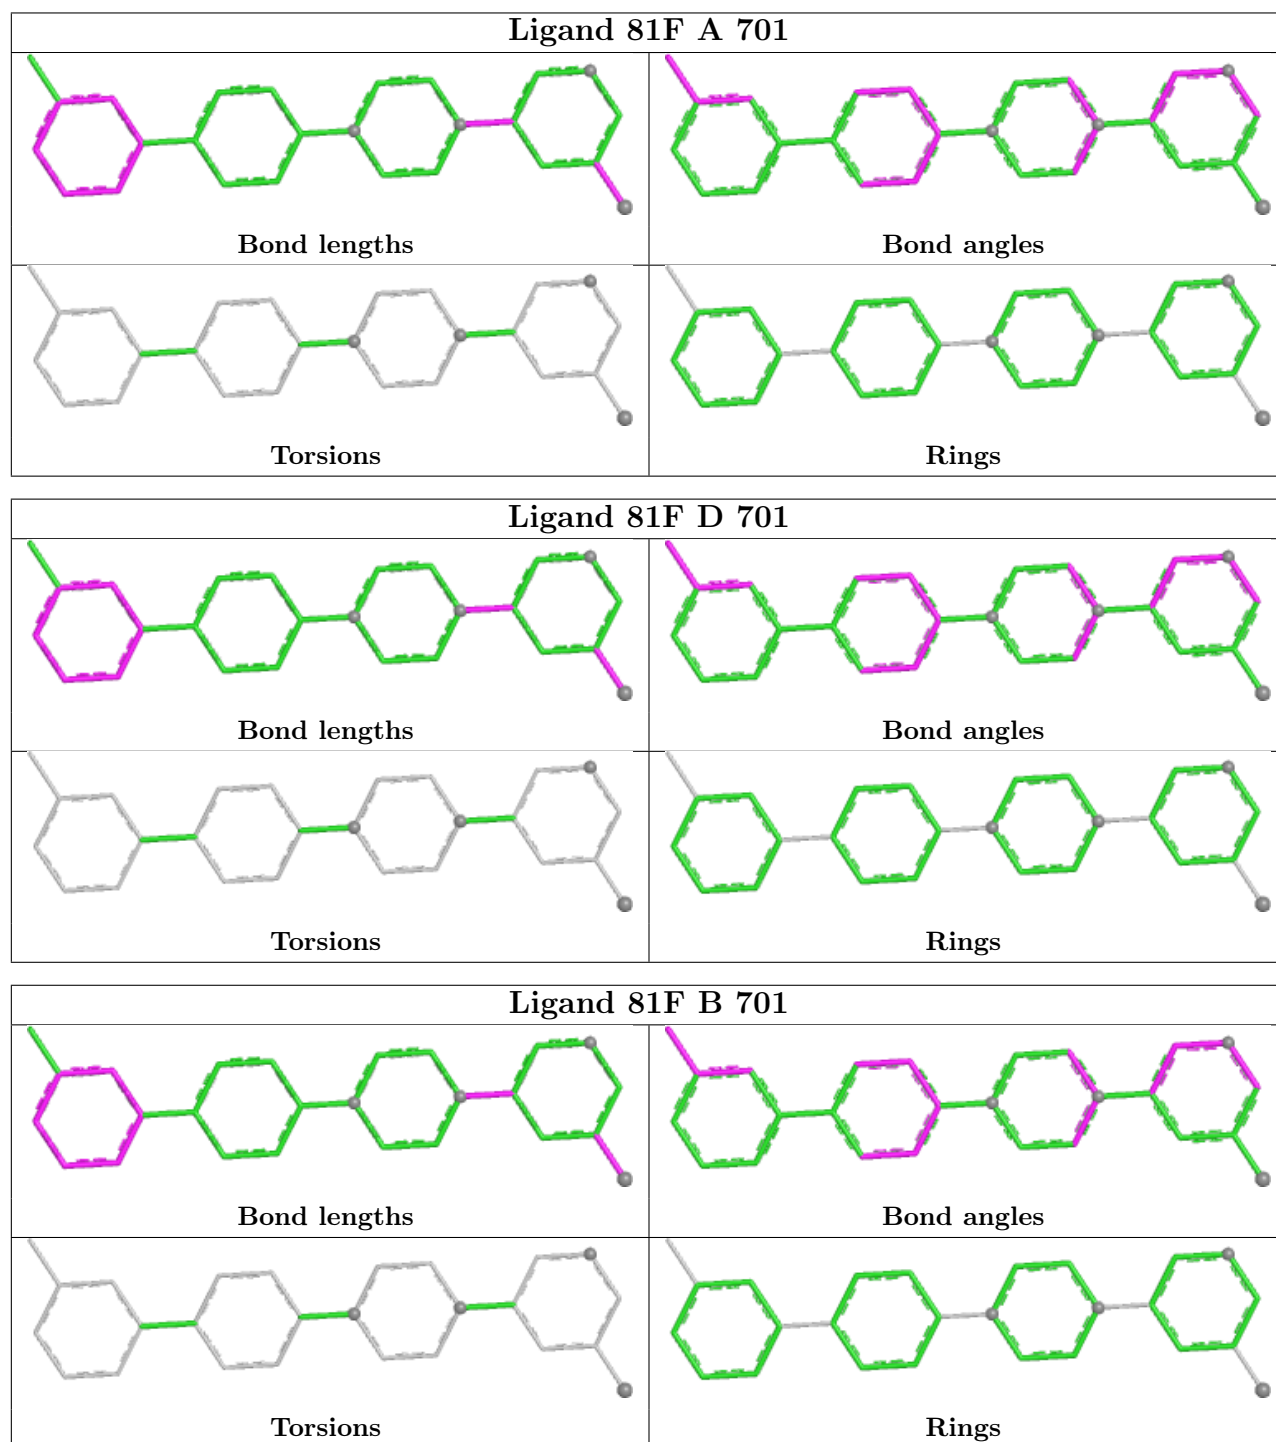 Ligand 81F A 701
Bond lengths
Bond angles
Torsions
Rings
Ligand 81F D 701
Bond lengths
Bond angles
Torsions
Rings
Ligand 81F B 701
Bond lengths
Bond angles
Torsions
Rings